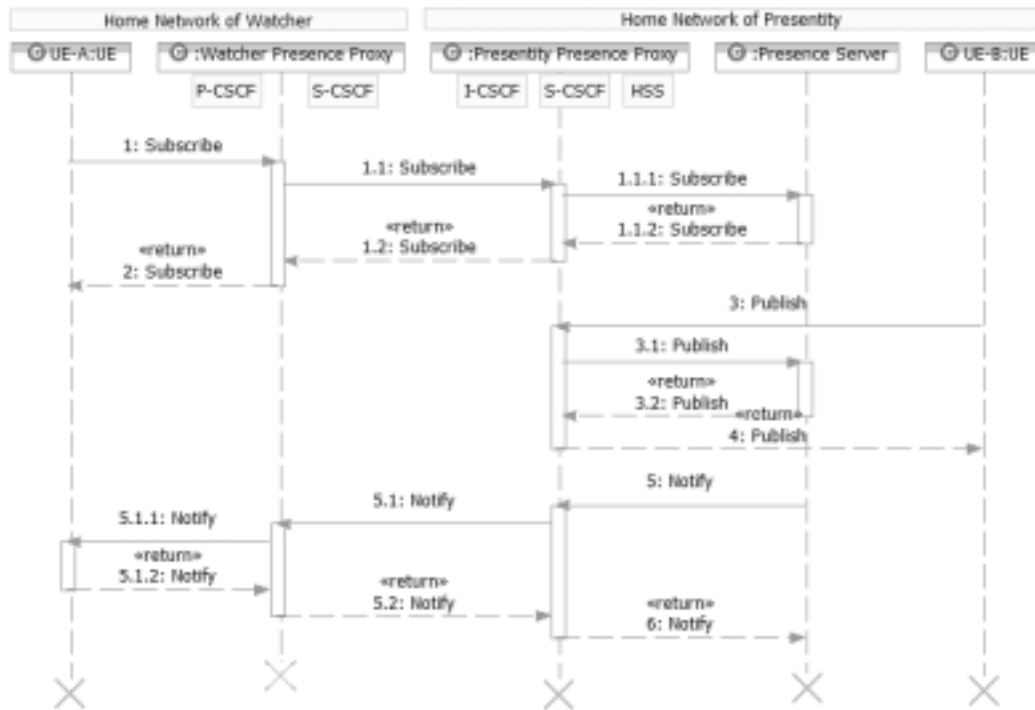 Home Network of Watcher
Home Network of Presentity
UE-A:UE
:Watcher Presence Proxy
:Presentity Presence Proxy
:Presence Server
UE-B:UE
P-CSCF
S-CSCF
I-CSCF
S-CSCF
HSS
1: Subscribe
1.1: Subscribe
1.1.1: Subscribe
«return»
1.1.2: Subscribe
«return»
1.2: Subscribe
«return»
2: Subscribe
3: Publish
3.1: Publish
«return»
3.2: Publish
«return»
4: Publish
5: Notify
5.1: Notify
5.1.1: Notify
«return»
5.1.2: Notify
«return»
5.2: Notify
«return»
6: Notify